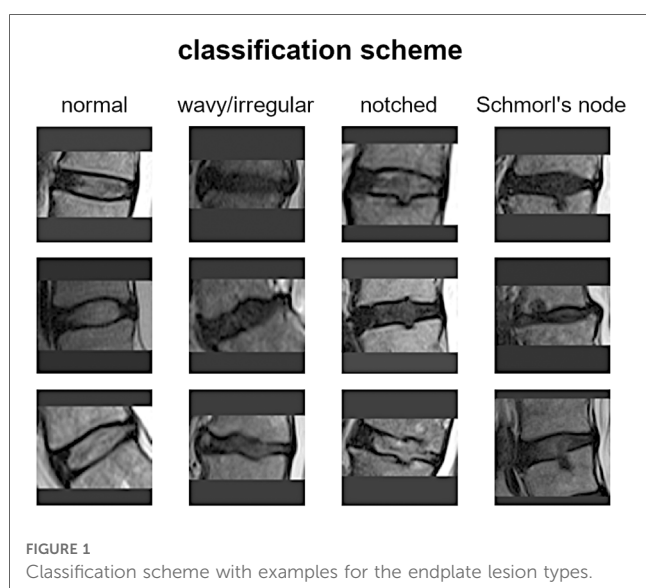 classification scheme
normal wavy/irregular notched Schmorl's node
FIGURE 1
Classification scheme with examples for the endplate lesion types.